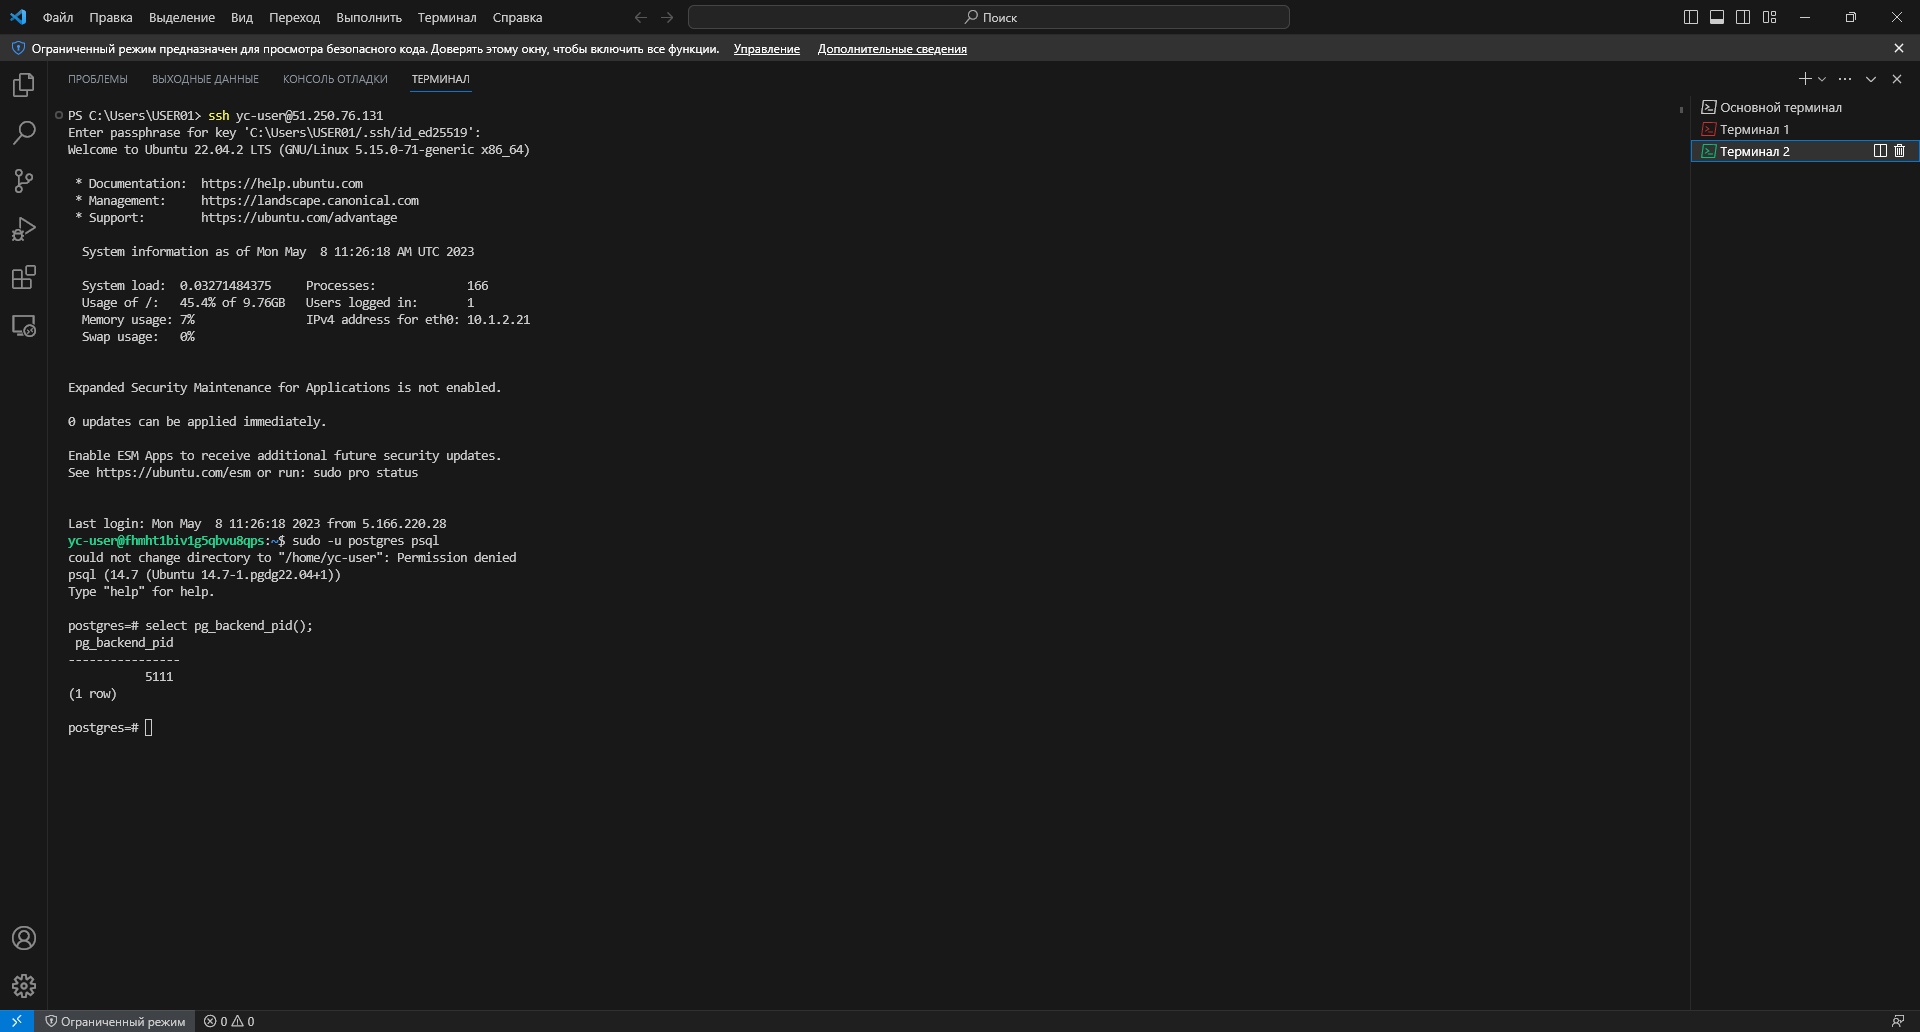 Файл Правка Выделение Вид Переход Выполнить Терминал Справка
Поиск
Ограниченный режим предназначен для просмотра безопасного кода. Доверять этому окну, чтобы включить все функции. Управление Дополнительные сведения
ПРОБЛЕМЫ ВЫХОДНЫЕ ДАННЫЕ КОНСОЛЬ ОТЛАДКИ ТЕРМИНАЛ
PS C:\Users\USER01> ssh yc-user@51.250.76.131
Enter passphrase for key 'C:\Users\USER01/.ssh/id_ed25519':
Welcome to Ubuntu 22.04.2 LTS (GNU/Linux 5.15.0-71-generic x86_64)
* Documentation:  https://help.ubuntu.com
* Management:     https://landscape.canonical.com
* Support:        https://ubuntu.com/advantage
System information as of Mon May  8 11:26:18 AM UTC 2023
System load:  0.03271484375     Processes:             166
Usage of /:   45.4% of 9.76GB   Users logged in:       1
Memory usage: 7%                IPv4 address for eth0: 10.1.2.21
Swap usage:   0%
Expanded Security Maintenance for Applications is not enabled.
0 updates can be applied immediately.
Enable ESM Apps to receive additional future security updates.
See https://ubuntu.com/esm or run: sudo pro status
Last login: Mon May  8 11:26:18 2023 from 5.166.220.28
yc-user@fhmht1biv1g5qbvu8qps:~$ sudo -u postgres psql
could not change directory to "/home/yc-user": Permission denied
psql (14.7 (Ubuntu 14.7-1.pgdg22.04+1))
Type "help" for help.
postgres=# select pg_backend_pid();
pg_backend_pid
----------------
5111
(1 row)
postgres=#
Основной терминал
Терминал 1
Терминал 2
Ограниченный режим 0 0